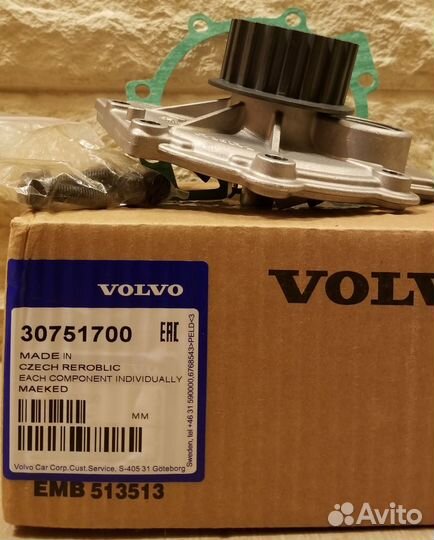 VOLVO
VOLV
30751700
EAC
MADE IN
CZECH REROBLIC
EACH COMPONENT INDIVIDUALLY
MAEKED
MM
Sweden, tel +46 31 590000,6768543>PELD<3
Volvo Car Corp.Cust.Service, S-405 31 Göteborg
EMB 513513
Avito